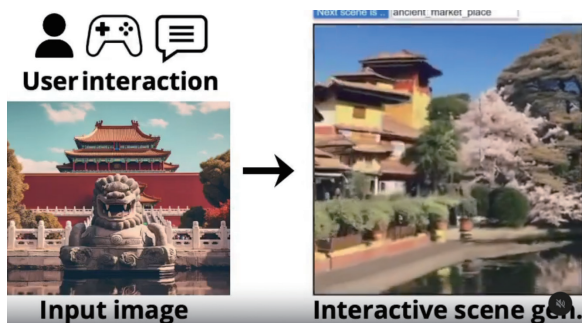 User interaction
Input image
Next scene is :
ancient_market_place
Interactive scene gen.